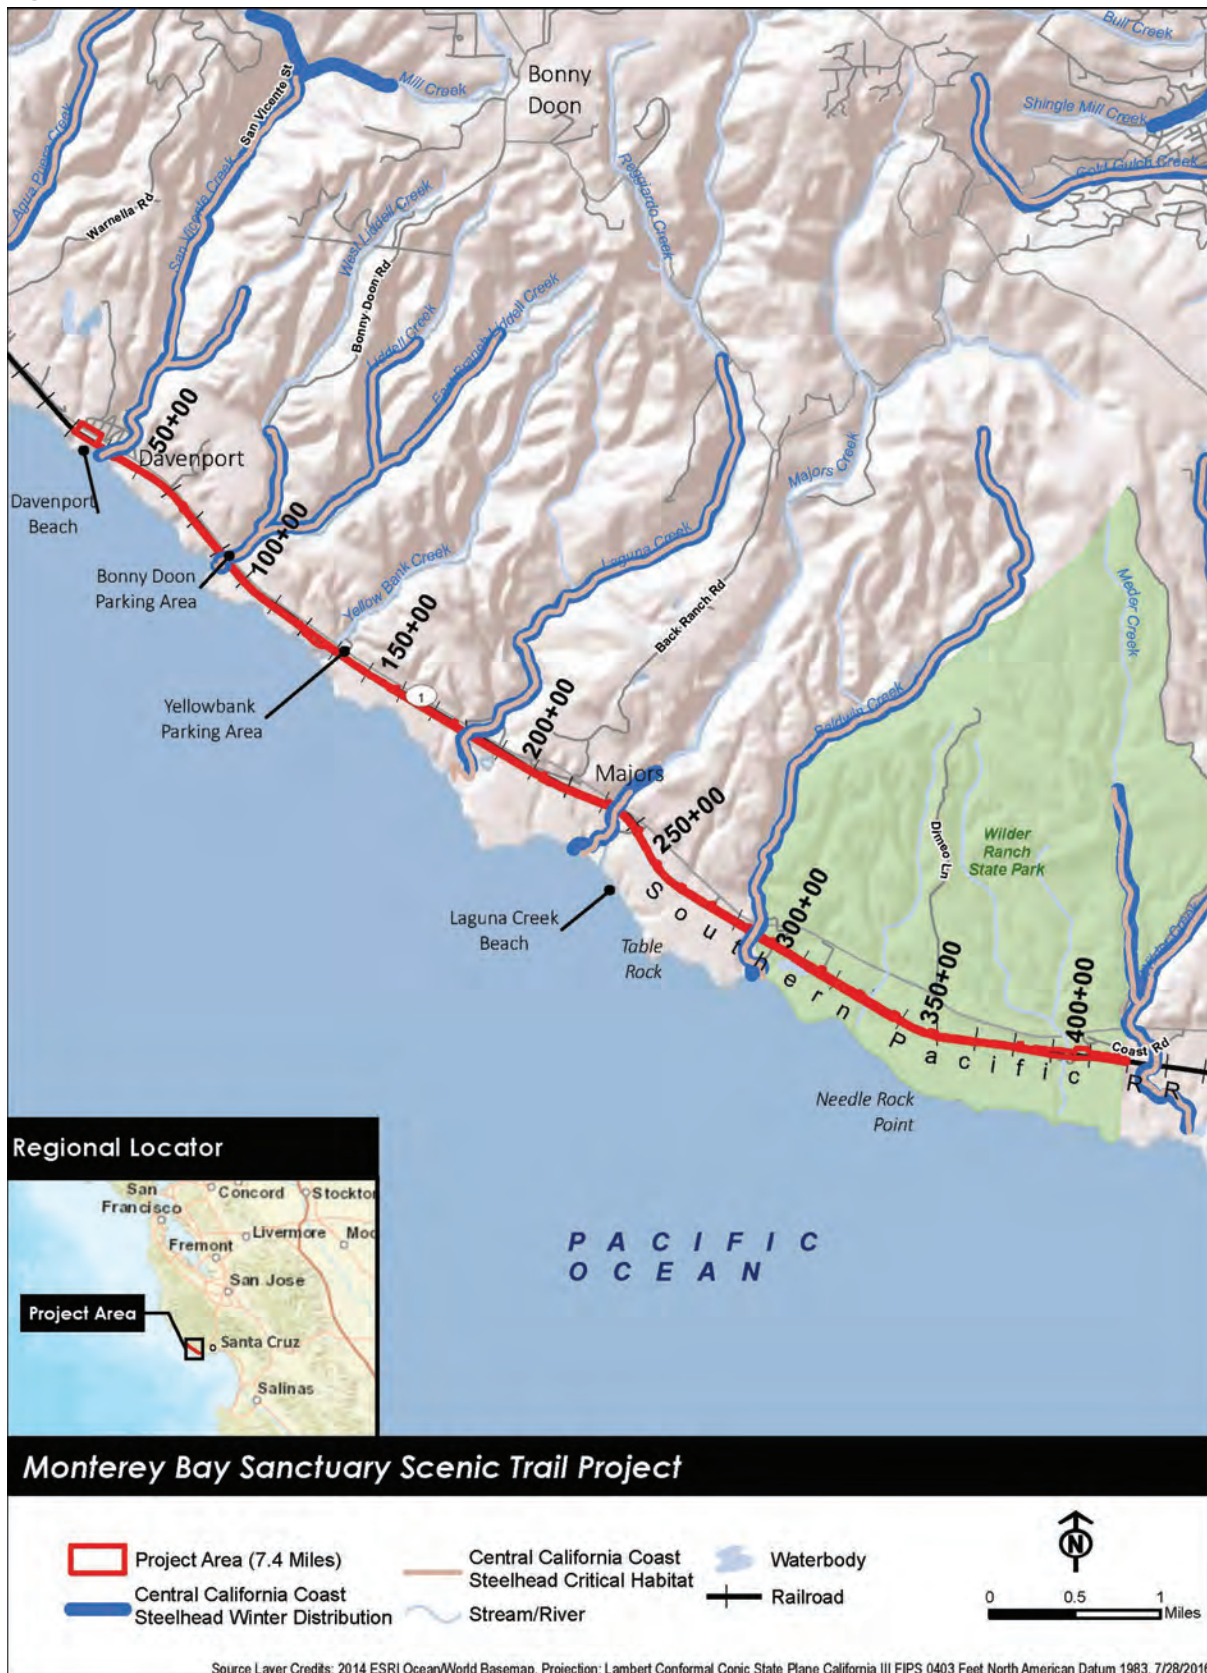 Bull Creek
Bonny
Doon
Mill Creek
San Vicente St
Shingle Mill Creek
Gold Gulch Creek
Agua Puerca Creek
Reggiardo Creek
Warnella Rd
San Vicente Creek
West Liddell Creek
Bonny Doon Rd
Liddell Creek
East Branch Liddell Creek
50+00
Davenport
Davenport
Beach
Majors Creek
100+00
Laguna Creek
Bonny Doon
Parking Area
Yellow Bank Creek
Meder Creek
150+00
Back Ranch Rd
Yellowbank
Parking Area
1
200+00
Baldwin Creek
Majors
250+00
Dimeo Ln
Wilder
Ranch
State Park
Laguna Creek
Beach
Table
Rock
300+00
Wilder Creek
350+00
400+00
Coast Rd
Southern Pacific RR
Needle Rock
Point
Regional Locator
San
Francisco
Concord
Stockton
Livermore
Mod
Fremont
San Jose
Project Area
Santa Cruz
Salinas
PACIFIC
OCEAN
Monterey Bay Sanctuary Scenic Trail Project
Project Area (7.4 Miles)
Central California Coast
Steelhead Winter Distribution
Central California Coast
Steelhead Critical Habitat
Stream/River
Waterbody
Railroad
N
0 0.5 1
Miles
Source Layer Credits: 2014 ESRI Ocean/World Basemap, Projection: Lambert Conformal Conic State Plane California III FIPS 0403 Feet North American Datum 1983, 7/28/2016